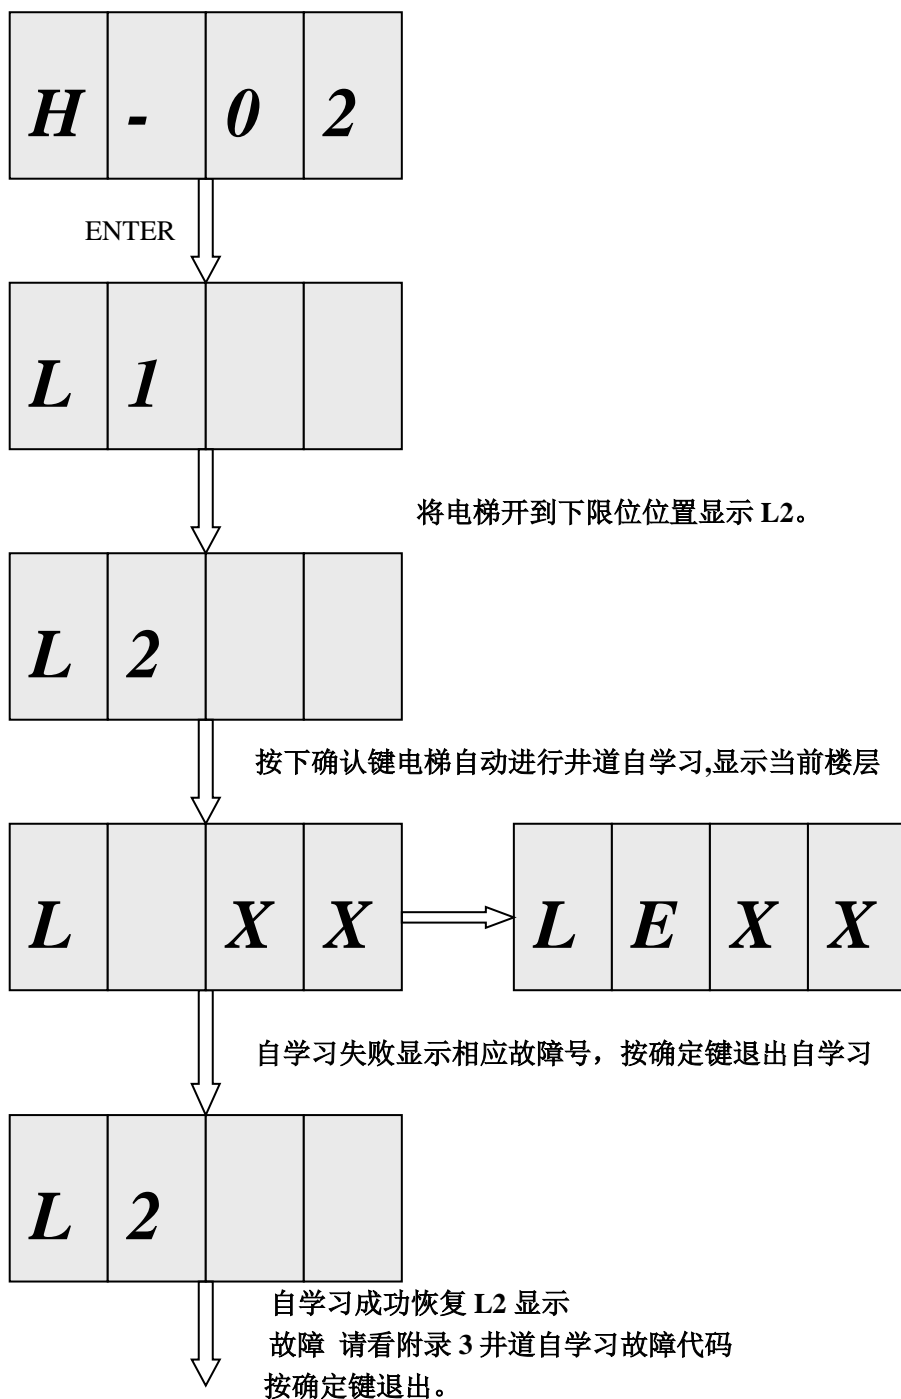 H - 0 2
ENTER
L 1
将电梯开到下限位位置显示 L2。
L 2
按下确认键电梯自动进行井道自学习,显示当前楼层
L X X L E X X
自学习失败显示相应故障号，按确定键退出自学习
L 2
自学习成功恢复 L2 显示
故障 请看附录 3 井道自学习故障代码
按确定键退出。